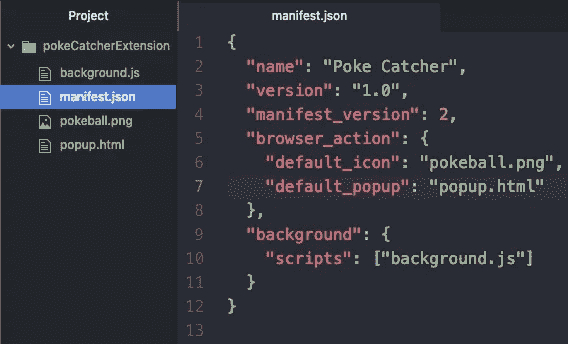 Project
pokeCatcherExtension
background.js
manifest.json
pokeball.png
popup.html
manifest.json
1 {
2   "name": "Poke Catcher",
3   "version": "1.0",
4   "manifest_version": 2,
5   "browser_action": {
6     "default_icon": "pokeball.png",
7     "default_popup": "popup.html"
8   },
9   "background": {
10     "scripts": ["background.js"]
11   }
12 }
13